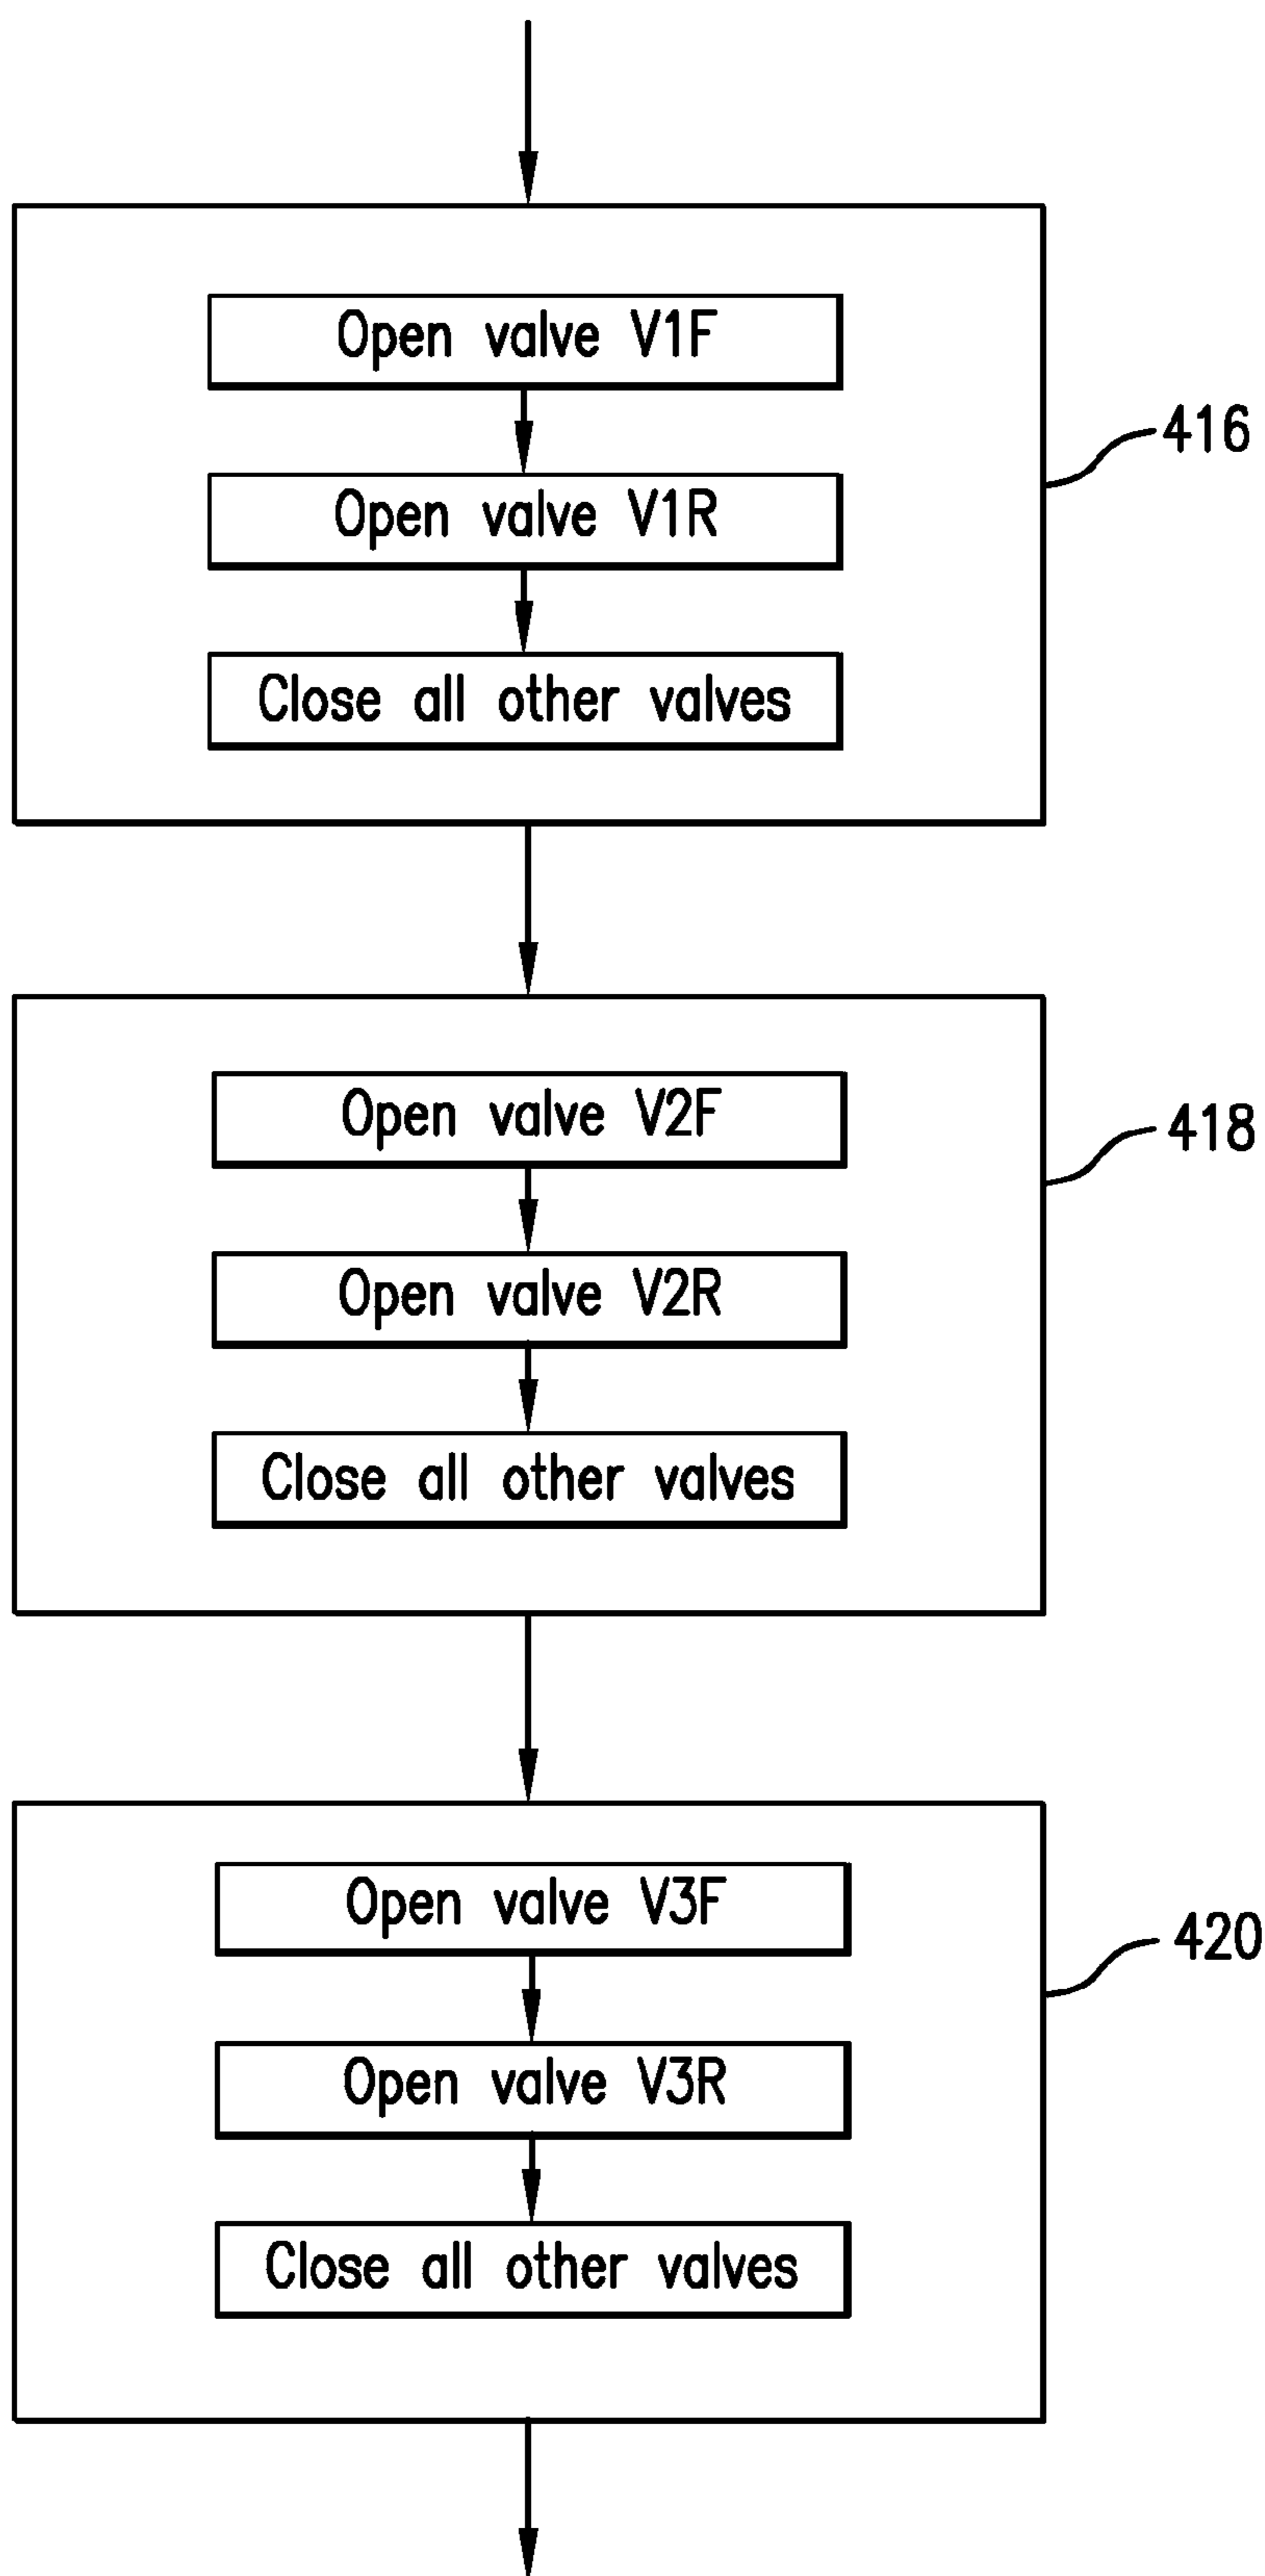 Open valve V1F
416
Open valve V1R
Close all other valves
Open valve V2F
418
Open valve V2R
Close all other valves
Open valve V3F
420
Open valve V3R
Close all other valves